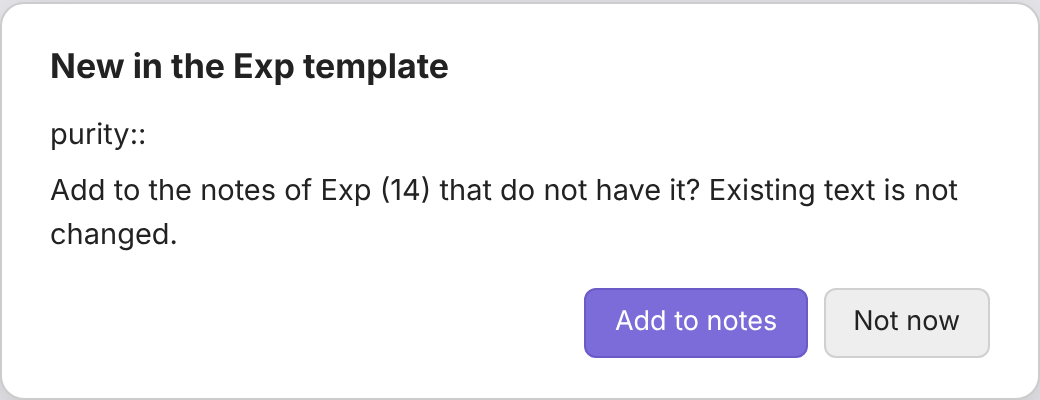 New in the Exp template
purity::
Add to the notes of Exp (14) that do not have it? Existing text is not
changed.
Add to notes
Not now